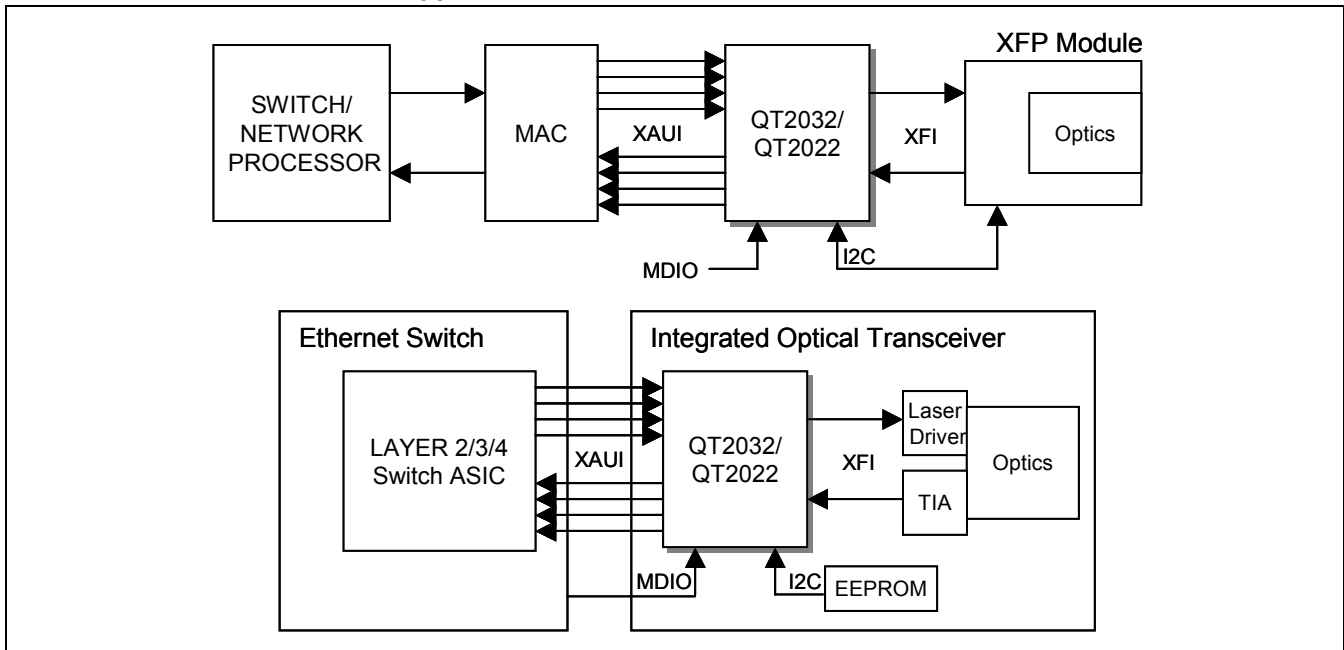 XFP Module
SWITCH/
NETWORK
PROCESSOR
MAC
XAUI
QT2032/
QT2022
XFI
Optics
MDIO
I2C
Ethernet Switch
Integrated Optical Transceiver
LAYER 2/3/4
Switch ASIC
XAUI
QT2032/
QT2022
XFI
Laser
Driver
TIA
Optics
MDIO
I2C
EEPROM